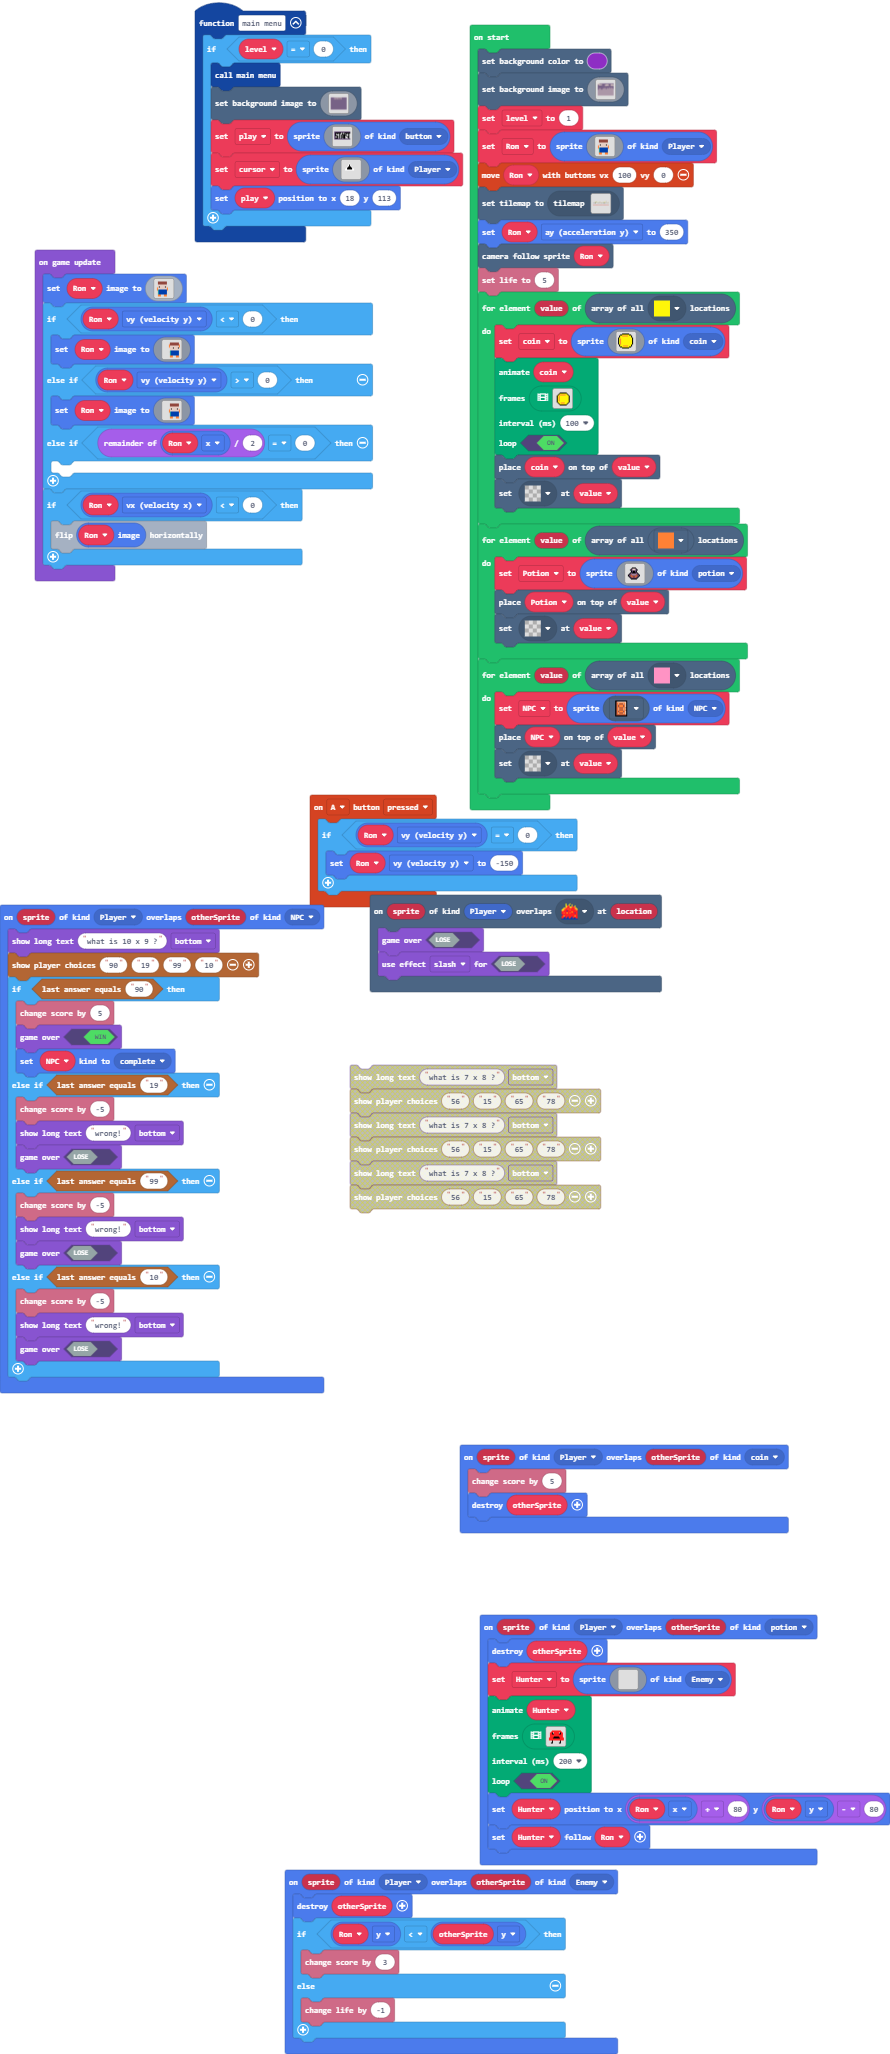 function main menu
if level = 0 then
call main menu
set background image to
set play to sprite of kind button
set cursor to sprite of kind Player
set play position to x 18 y 113
on start
set background color to
set background image to
set level to 1
set Ron to sprite of kind Player
move Ron with buttons vx 100 vy 0
set tilemap to tilemap
set Ron ay (acceleration y) to 350
camera follow sprite Ron
set life to 5
for element value of array of all locations
do
set coin to sprite of kind coin
animate coin
frames
interval (ms) 100
loop ON
place coin on top of value
set at value
for element value of array of all locations
do
set Potion to sprite of kind potion
place Potion on top of value
set at value
for element value of array of all locations
do
set NPC to sprite of kind NPC
place NPC on top of value
set at value
on game update
set Ron image to
if Ron vy (velocity y) < 0 then
set Ron image to
else if Ron vy (velocity y) > 0 then
set Ron image to
else if remainder of Ron x / 2 = 0 then
if Ron vx (velocity x) < 0 then
flip Ron image horizontally
on A button pressed
if Ron vy (velocity y) = 0 then
set Ron vy (velocity y) to -150
on sprite of kind Player overlaps at location
game over LOSE
use effect slash for LOSE
on sprite of kind Player overlaps otherSprite of kind NPC
show long text "what is 10 x 9 ?" bottom
show player choices "90" "19" "99" "10"
if last answer equals "90" then
change score by 5
game over WIN
set NPC kind to complete
else if last answer equals "19" then
change score by -5
show long text "wrong!" bottom
game over LOSE
else if last answer equals "99" then
change score by -5
show long text "wrong!" bottom
game over LOSE
else if last answer equals "10" then
change score by -5
show long text "wrong!" bottom
game over LOSE
show long text "what is 7 x 8 ?" bottom
show player choices "56" "15" "65" "78"
show long text "what is 7 x 8 ?" bottom
show player choices "56" "15" "65" "78"
show long text "what is 7 x 8 ?" bottom
show player choices "56" "15" "65" "78"
on sprite of kind Player overlaps otherSprite of kind coin
change score by 5
destroy otherSprite
on sprite of kind Player overlaps otherSprite of kind potion
destroy otherSprite
set Hunter to sprite of kind Enemy
animate Hunter
frames
interval (ms) 200
loop ON
set Hunter position to x Ron x + 80 y Ron y - 80
set Hunter follow Ron
on sprite of kind Player overlaps otherSprite of kind Enemy
destroy otherSprite
if Ron y < otherSprite y then
change score by 3
else
change life by -1